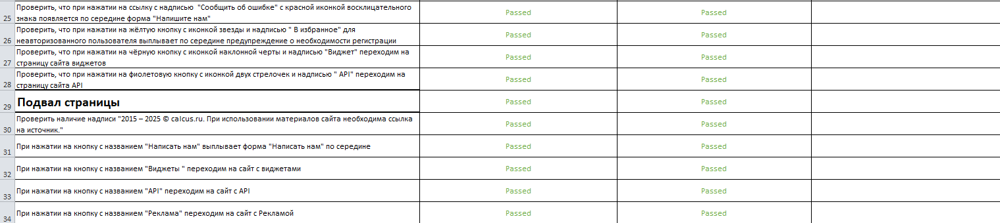 25 Проверить, что при нажатии на ссылку с надписью  "Сообщить об ошибке" с красной иконкой восклицательного Passed Passed
знака появляется по середине форма "Напишите нам"
26 Проверить, что при нажатии на жёлтую кнопку с иконкой звезды и надписью " В избранное" для Passed Passed
неавторизованного пользователя выплывает по середине предупреждение о необходимости регистрации
27 Проверить, что при нажатии на чёрную кнопку с иконкой наклонной черты и надписью "Виджет" переходим на Passed Passed
страницу сайта виджетов
28 Проверить, что при нажатии на фиолетовую кнопку с иконкой двух стрелочек и надписью " API" переходим на Passed Passed
страницу сайта API
29 Подвал страницы Passed Passed
30 Проверить наличие надписи "2015 – 2025 © calcus.ru. При использовании материалов сайта необходима ссылка Passed Passed
на источник."
31 При нажатии на кнопку с названием "Написать нам" выплывает форма "Написать нам" по середине Passed Passed
32 При нажатии на кнопку с названием "Виджеты " переходим на сайт с виджетами Passed Passed
33 При нажатии на кнопку с названием "API" переходим на сайт с API Passed Passed
34 При нажатии на кнопку с названием "Реклама" переходим на сайт с Рекламой Passed Passed